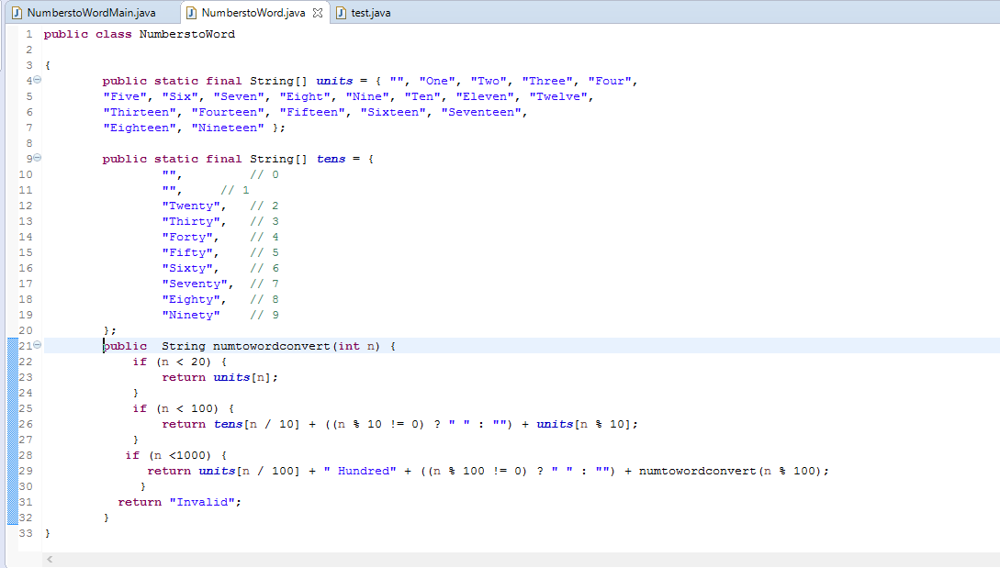 NumberstoWordMain.java NumberstoWord.java test.java
1 public class NumberstoWord
2
3 {
4 public static final String[] units = { "", "One", "Two", "Three", "Four",
5 "Five", "Six", "Seven", "Eight", "Nine", "Ten", "Eleven", "Twelve",
6 "Thirteen", "Fourteen", "Fifteen", "Sixteen", "Seventeen",
7 "Eighteen", "Nineteen" };
8
9 public static final String[] tens = {
10 "", // 0
11 "", // 1
12 "Twenty", // 2
13 "Thirty", // 3
14 "Forty", // 4
15 "Fifty", // 5
16 "Sixty", // 6
17 "Seventy", // 7
18 "Eighty", // 8
19 "Ninety" // 9
20 };
21 public  String numtowordconvert(int n) {
22 if (n < 20) {
23 return units[n];
24 }
25 if (n < 100) {
26 return tens[n / 10] + ((n % 10 != 0) ? " " : "") + units[n % 10];
27 }
28 if (n <1000) {
29 return units[n / 100] + " Hundred" + ((n % 100 != 0) ? " " : "") + numtowordconvert(n % 100);
30 }
31 return "Invalid";
32 }
33 }